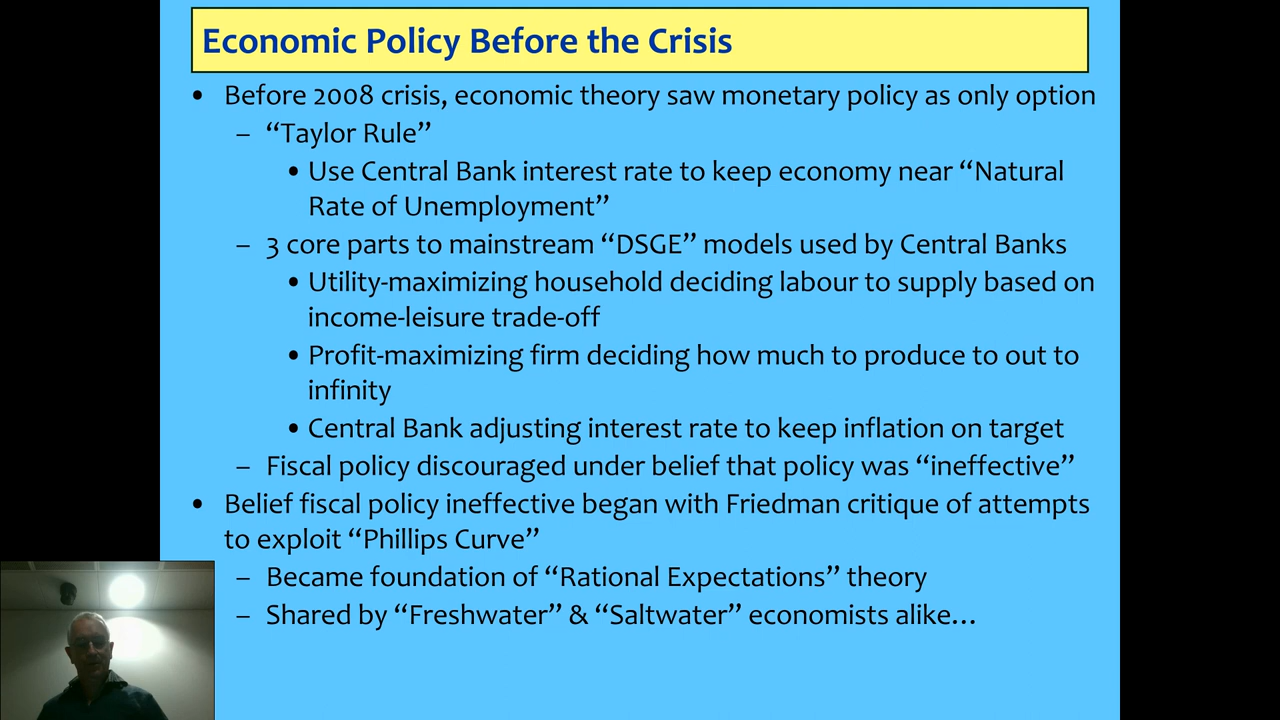 Economic Policy Before the Crisis
• Before 2008 crisis, economic theory saw monetary policy as only option
– “Taylor Rule”
• Use Central Bank interest rate to keep economy near “Natural
Rate of Unemployment”
– 3 core parts to mainstream “DSGE” models used by Central Banks
• Utility-maximizing household deciding labour to supply based on
income-leisure trade-off
• Profit-maximizing firm deciding how much to produce to out to
infinity
• Central Bank adjusting interest rate to keep inflation on target
– Fiscal policy discouraged under belief that policy was “ineffective”
• Belief fiscal policy ineffective began with Friedman critique of attempts
to exploit “Phillips Curve”
– Became foundation of “Rational Expectations” theory
– Shared by “Freshwater” & “Saltwater” economists alike…